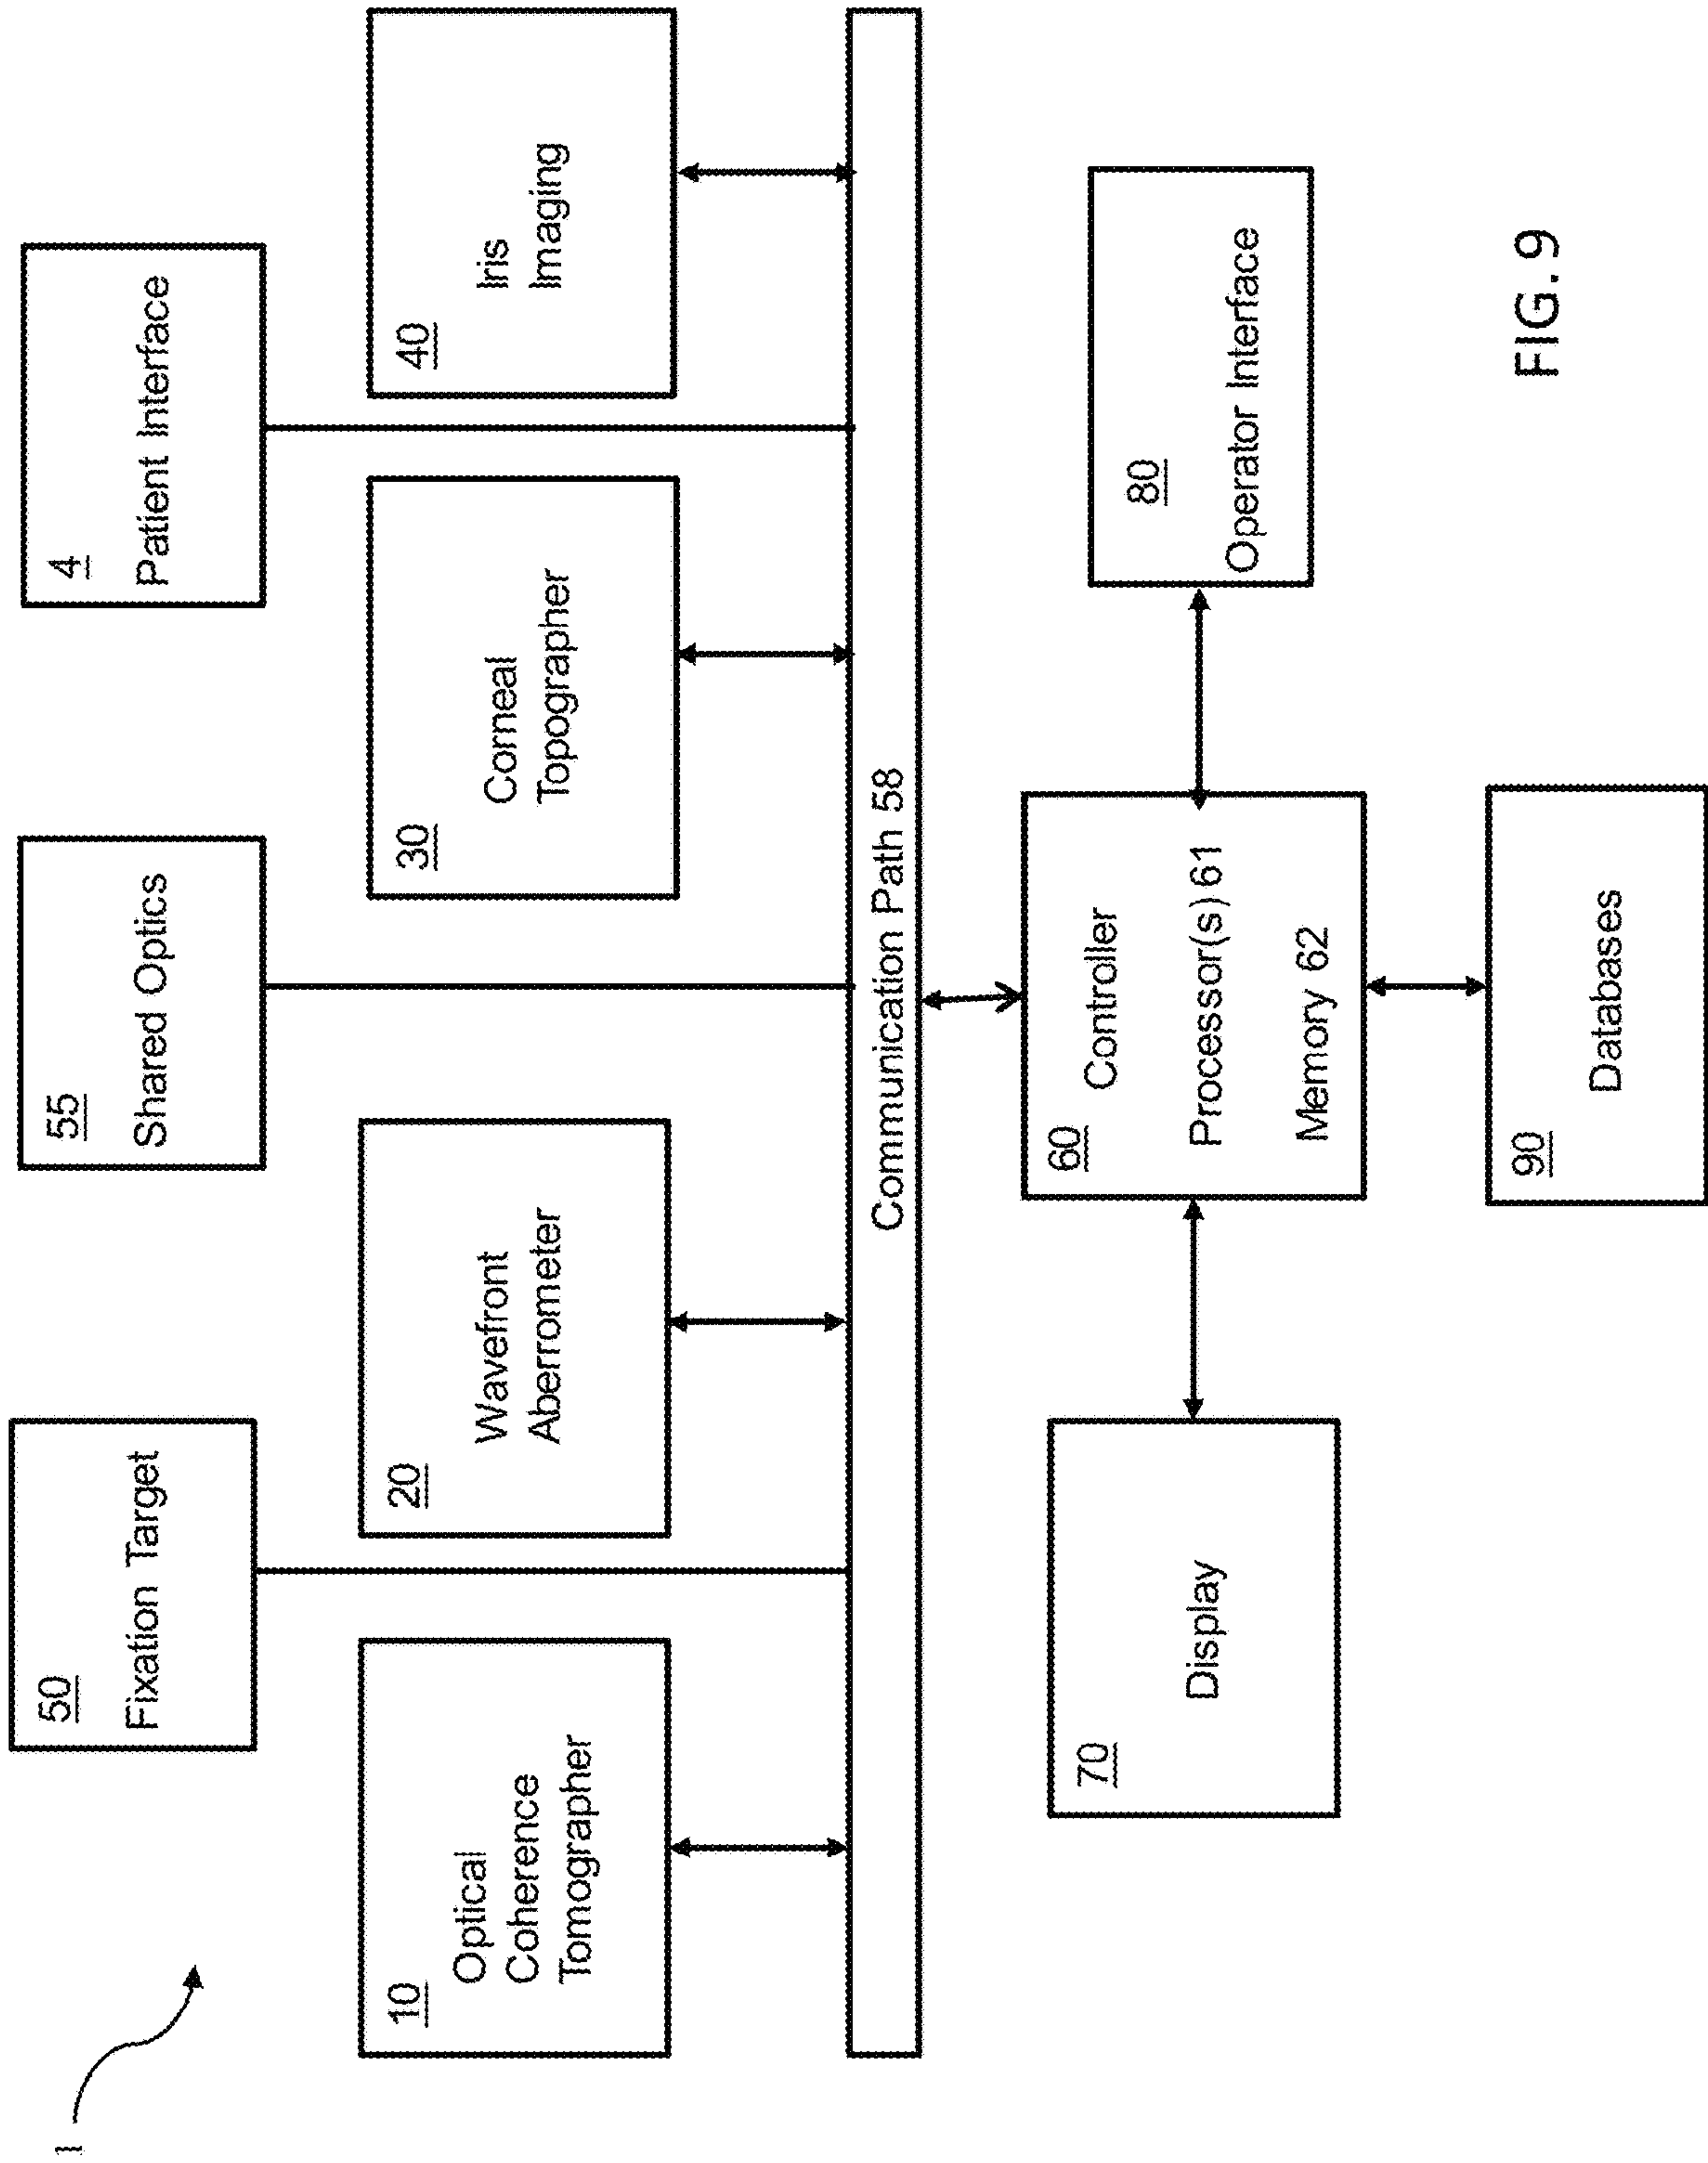 1
50
Fixation Target
55
Shared Optics
4
Patient Interface
10
Optical
Coherence
Tomographer
20
Wavefront
Aberrometer
30
Corneal
Topographer
40
Iris
Imaging
Communication Path 58
70
Display
60
Controller
Processor(s) 61
Memory 62
80
Operator Interface
90
Databases
FIG. 9